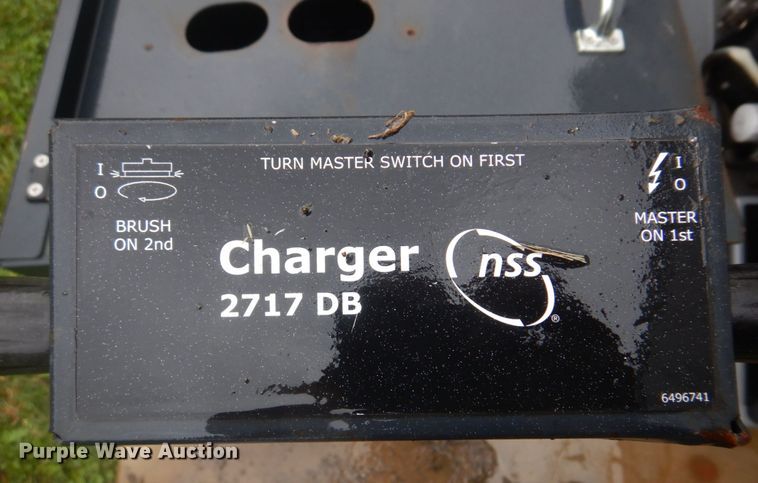 TURN MASTER SWITCH ON FIRST
I
O
BRUSH
ON 2nd
I
O
MASTER
ON 1st
Charger
2717 DB
nss
®
6496741
Purple Wave Auction